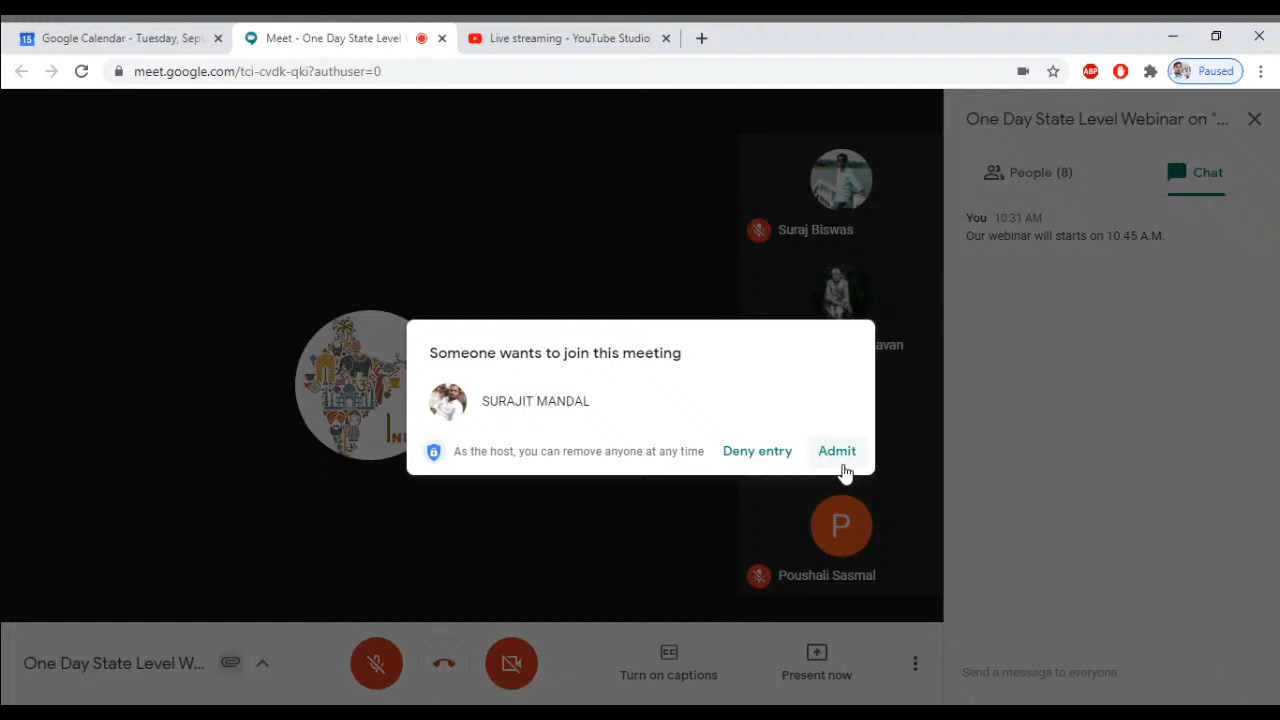 15 Google Calendar - Tuesday, Sept
Meet - One Day State Level
Live streaming - YouTube Studio
meet.google.com/tci-cvdk-qki?authuser=0
ABP
Paused
One Day State Level Webinar on "...
People (8)
Chat
You 10:31 AM
Our webinar will starts on 10.45 A.M.
Suraj Biswas
avan
Someone wants to join this meeting
SURAJIT MANDAL
As the host, you can remove anyone at any time
Deny entry
Admit
P
Poushali Sasmal
One Day State Level W...
CC
Turn on captions
Present now
Send a message to everyone